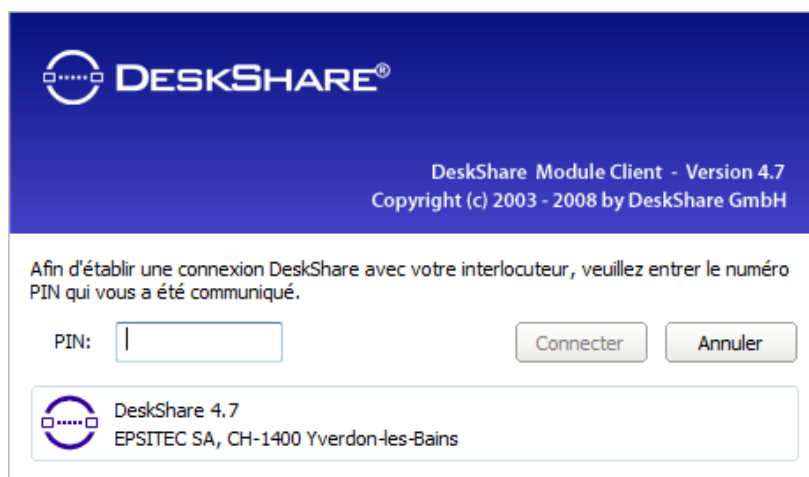 DESKSHARE®
DeskShare Module Client - Version 4.7
Copyright (c) 2003 - 2008 by DeskShare GmbH
Afin d'établir une connexion DeskShare avec votre interlocuteur, veuillez entrer le numéro
PIN qui vous a été communiqué.
PIN: Connecter Annuler
DeskShare 4.7
EPSITEC SA, CH-1400 Yverdon-les-Bains